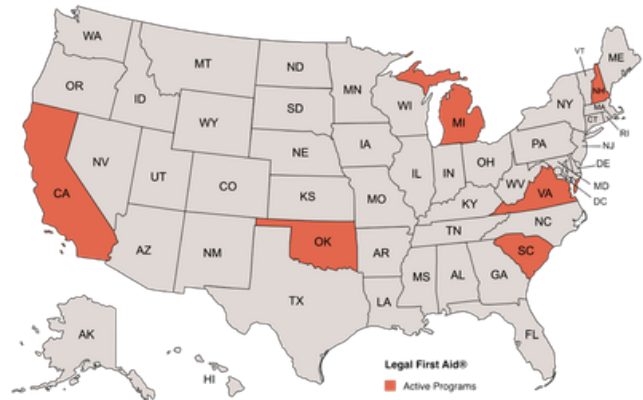 WA
MT
ND
MN
VT
ME
OR
ID
SD
WI
NH
WY
MI
NY
MA
CT
RI
NE
IA
PA
NJ
NV
UT
CO
IL
IN
OH
DE
CA
KS
MO
WV
VA
MD
KY
DC
AZ
NM
OK
AR
TN
NC
SC
MS
AL
GA
TX
LA
AK
FL
HI
Legal First Aid®
Active Programs